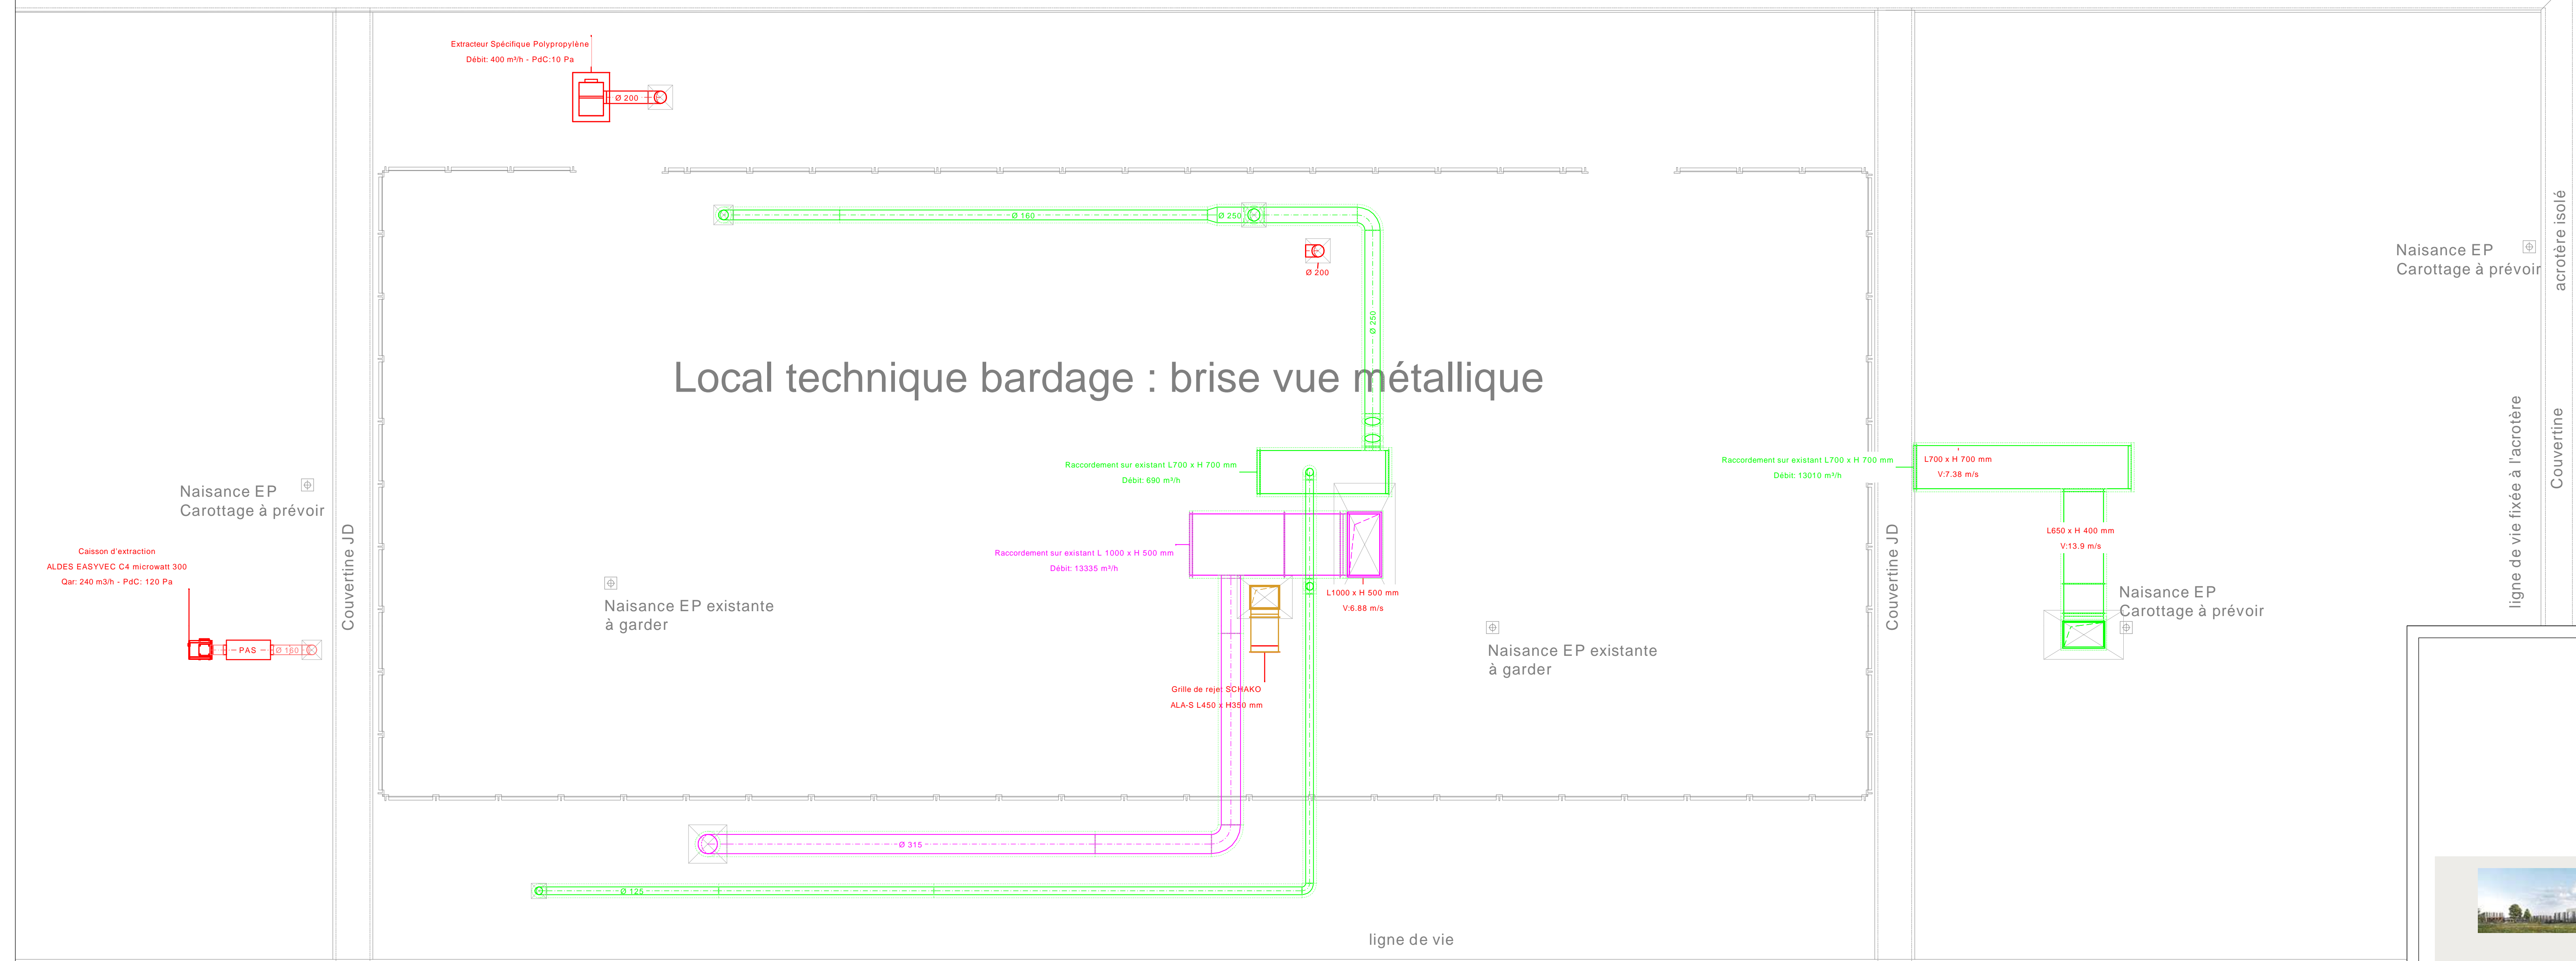 Extracteur Spécifique Polypropylène
Débit: 400 m³/h - PdC:10 Pa
Ø 200
Ø 160
Ø 250
Ø 200
Ø 250
Local technique bardage : brise vue métallique
Naisance EP
Carottage à prévoir
acrotère isolé
Couvertine
ligne de vie fixée à l'acrotère
Raccordement sur existant L700 x H 700 mm
Débit: 690 m³/h
Raccordement sur existant L700 x H 700 mm
Débit: 13010 m³/h
L700 x H 700 mm
V:7.38 m/s
Naisance EP
Carottage à prévoir
Couvertine JD
Couvertine JD
L650 x H 400 mm
V:13.9 m/s
Caisson d'extraction
ALDES EASYVEC C4 microwatt 300
Qar: 240 m3/h - PdC: 120 Pa
Raccordement sur existant L 1000 x H 500 mm
Débit: 13335 m³/h
L1000 x H 500 mm
V:6.88 m/s
Naisance EP existante
à garder
Naisance EP
Carottage à prévoir
PAS
Ø 160
Naisance EP existante
à garder
Grille de rejet SCHAKO
ALA-S L450 x H350 mm
Ø 315
Ø 125
ligne de vie